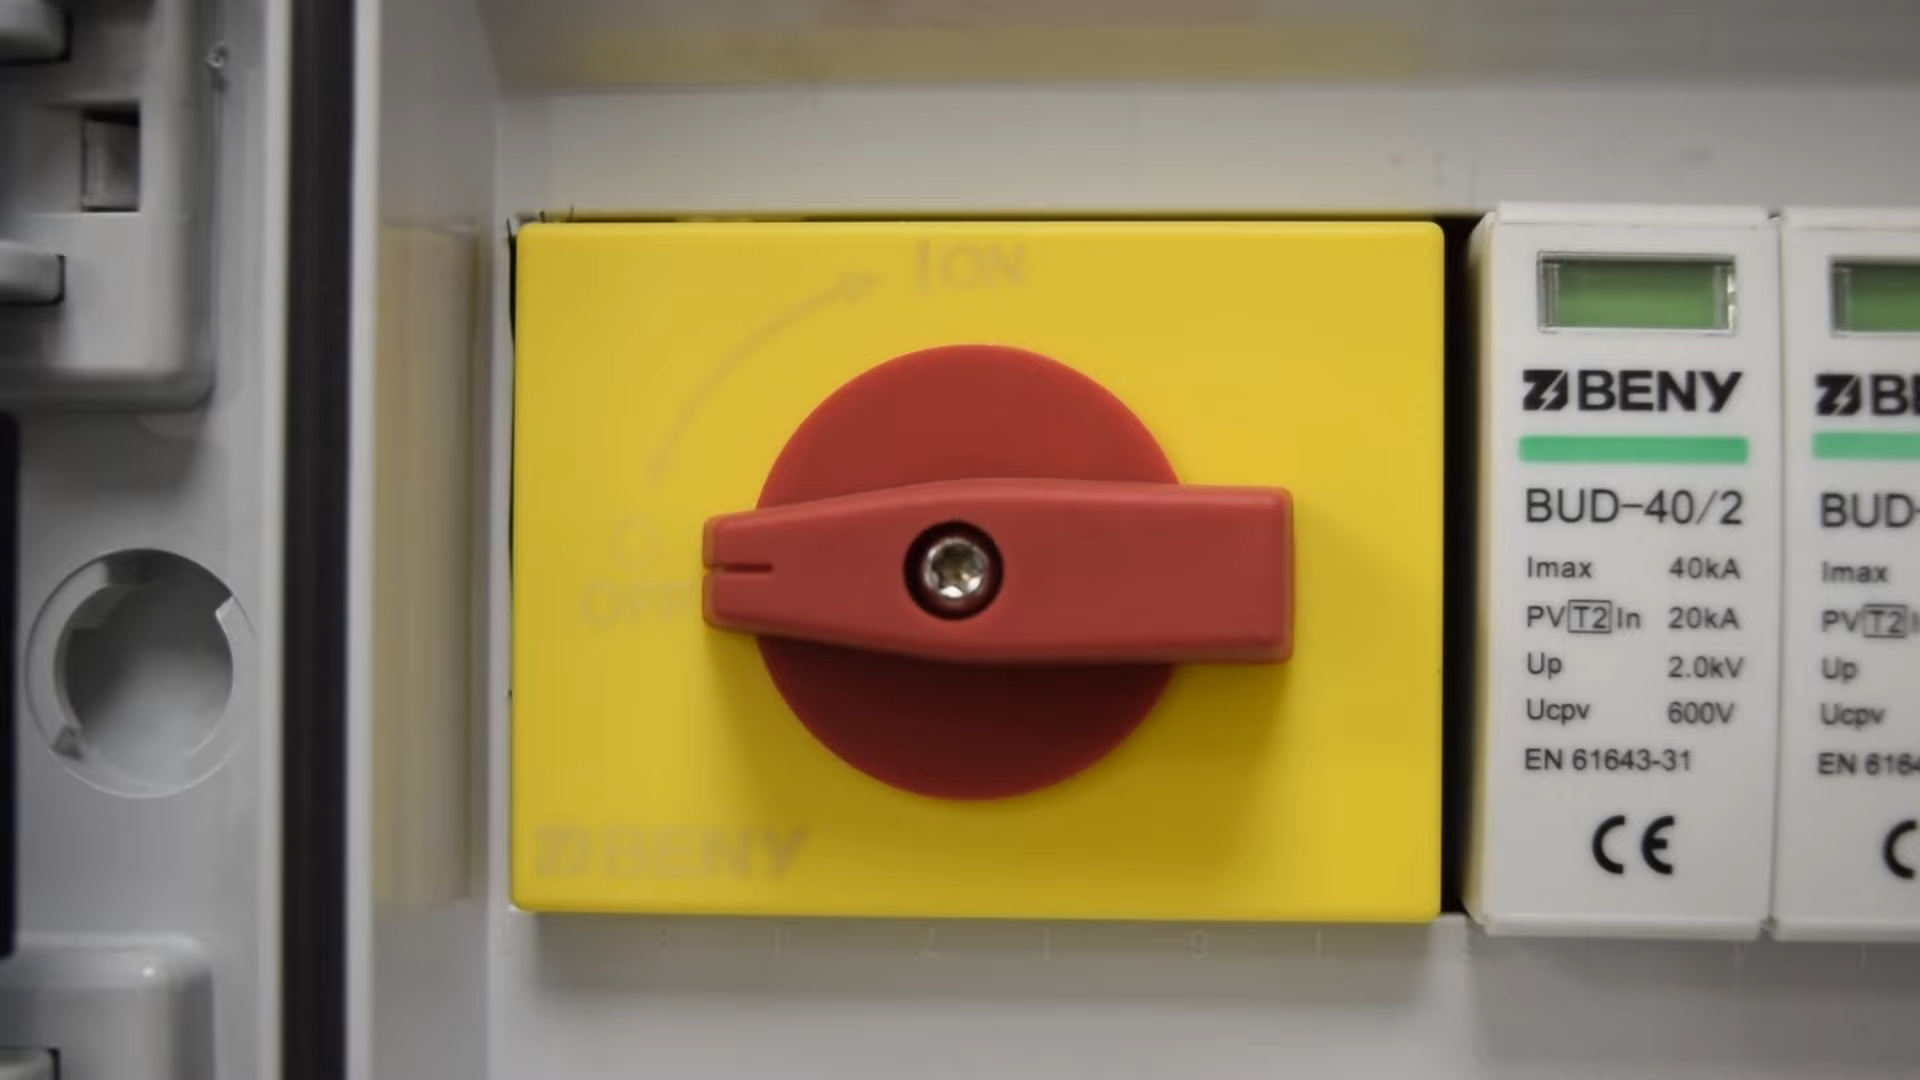 I ON
O
OFF
BENY
BENY
BUD-40/2
Imax 40kA
PV T2 In 20kA
Up 2.0kV
Ucpv 600V
EN 61643-31
CE
BUD-
Imax
PV T2
Up
Ucpv